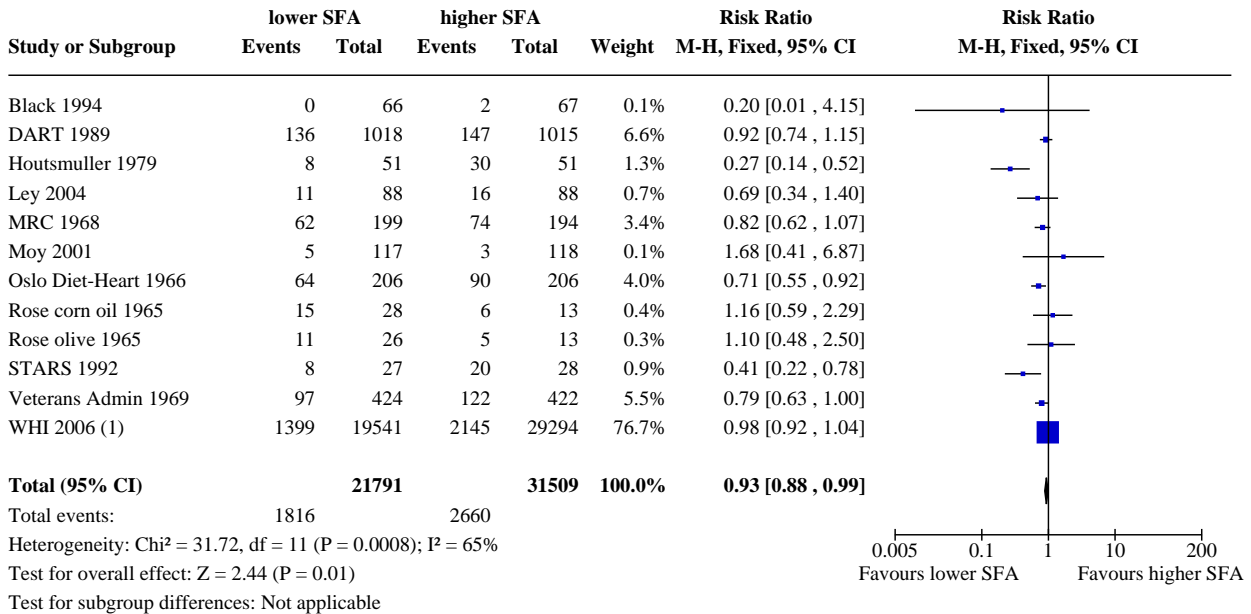 lower SFA higher SFA Risk Ratio Risk Ratio
Study or Subgroup Events Total Events Total Weight M-H, Fixed, 95% CI M-H, Fixed, 95% CI
Black 1994 0 66 2 67 0.1% 0.20 [0.01 , 4.15]
DART 1989 136 1018 147 1015 6.6% 0.92 [0.74 , 1.15]
Houtsmuller 1979 8 51 30 51 1.3% 0.27 [0.14 , 0.52]
Ley 2004 11 88 16 88 0.7% 0.69 [0.34 , 1.40]
MRC 1968 62 199 74 194 3.4% 0.82 [0.62 , 1.07]
Moy 2001 5 117 3 118 0.1% 1.68 [0.41 , 6.87]
Oslo Diet-Heart 1966 64 206 90 206 4.0% 0.71 [0.55 , 0.92]
Rose corn oil 1965 15 28 6 13 0.4% 1.16 [0.59 , 2.29]
Rose olive 1965 11 26 5 13 0.3% 1.10 [0.48 , 2.50]
STARS 1992 8 27 20 28 0.9% 0.41 [0.22 , 0.78]
Veterans Admin 1969 97 424 122 422 5.5% 0.79 [0.63 , 1.00]
WHI 2006 (1) 1399 19541 2145 29294 76.7% 0.98 [0.92 , 1.04]
Total (95% CI) 21791 31509 100.0% 0.93 [0.88 , 0.99]
Total events: 1816 2660
Heterogeneity: Chi² = 31.72, df = 11 (P = 0.0008); I² = 65%
0.005 0.1 1 10 200
Test for overall effect: Z = 2.44 (P = 0.01)
Favours lower SFA Favours higher SFA
Test for subgroup differences: Not applicable